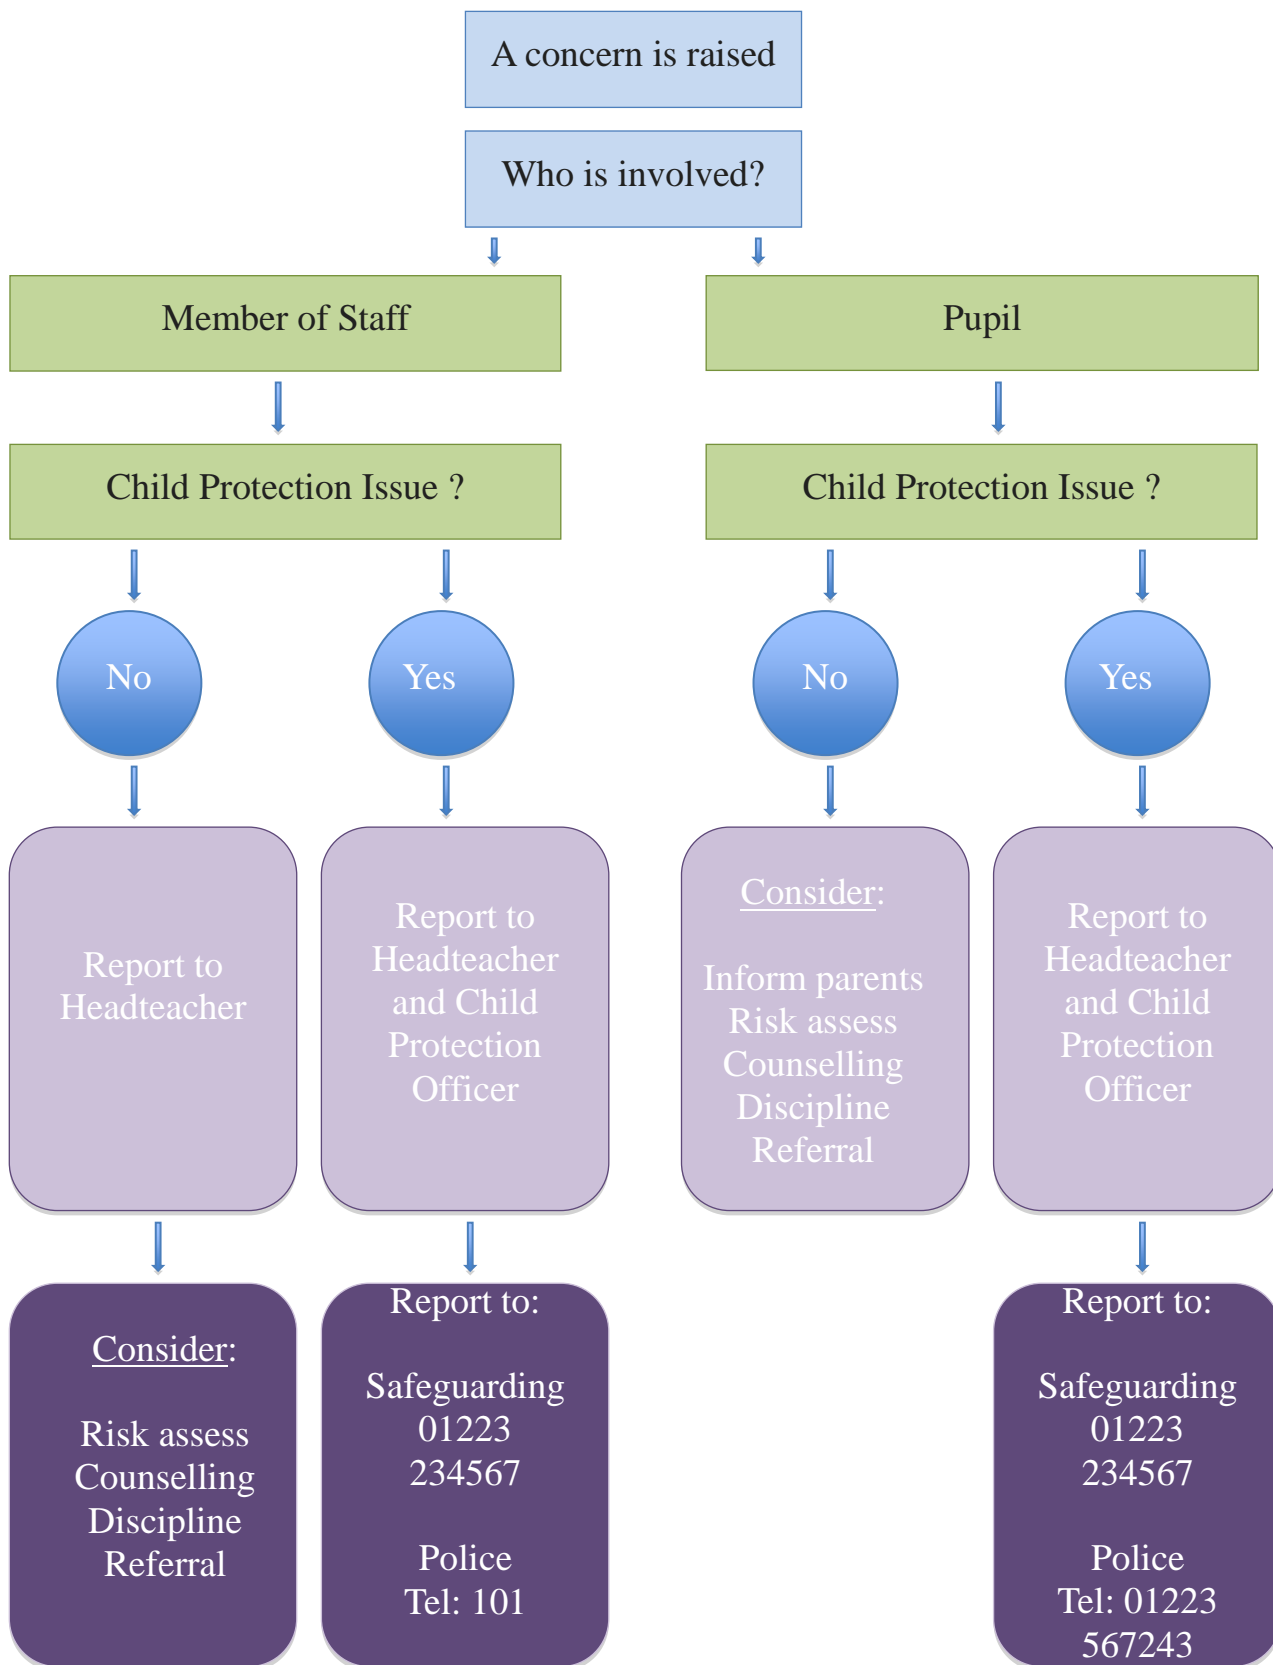 A concern is raised
Who is involved?
Member of Staff
Pupil
Child Protection Issue ?
Child Protection Issue ?
No
Yes
No
Yes
Report to
Headteacher
Report to
Headteacher
and Child
Protection
Officer
Consider:
Inform parents
Risk assess
Counselling
Discipline
Referral
Report to
Headteacher
and Child
Protection
Officer
Consider:
Risk assess
Counselling
Discipline
Referral
Report to:
Safeguarding
01223
234567
Police
Tel: 101
Report to:
Safeguarding
01223
234567
Police
Tel: 01223
567243